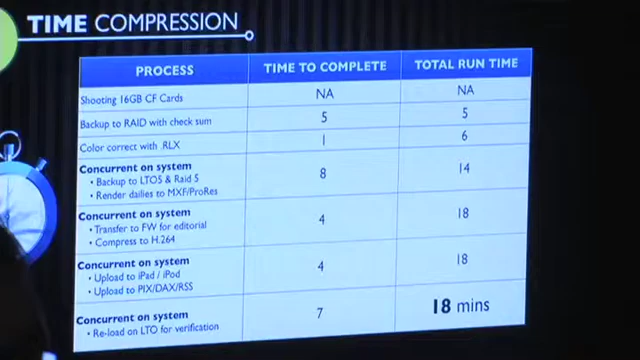 TIME COMPRESSION
PROCESS TIME TO COMPLETE TOTAL RUN TIME
Shooting 16GB CF Cards NA NA
Backup to RAID with check sum 5 5
Color correct with .RLX 1 6
Concurrent on system
• Backup to LTO5 & Raid 5 8 14
• Render dailies to MXF/ProRes
Concurrent on system
• Transfer to FW for editorial 4 18
• Compress to H.264
Concurrent on system
• Upload to iPad / iPod 4 18
• Upload to PIX/DAX/RSS
Concurrent on system 7 18 mins
• Re-load on LTO for verification